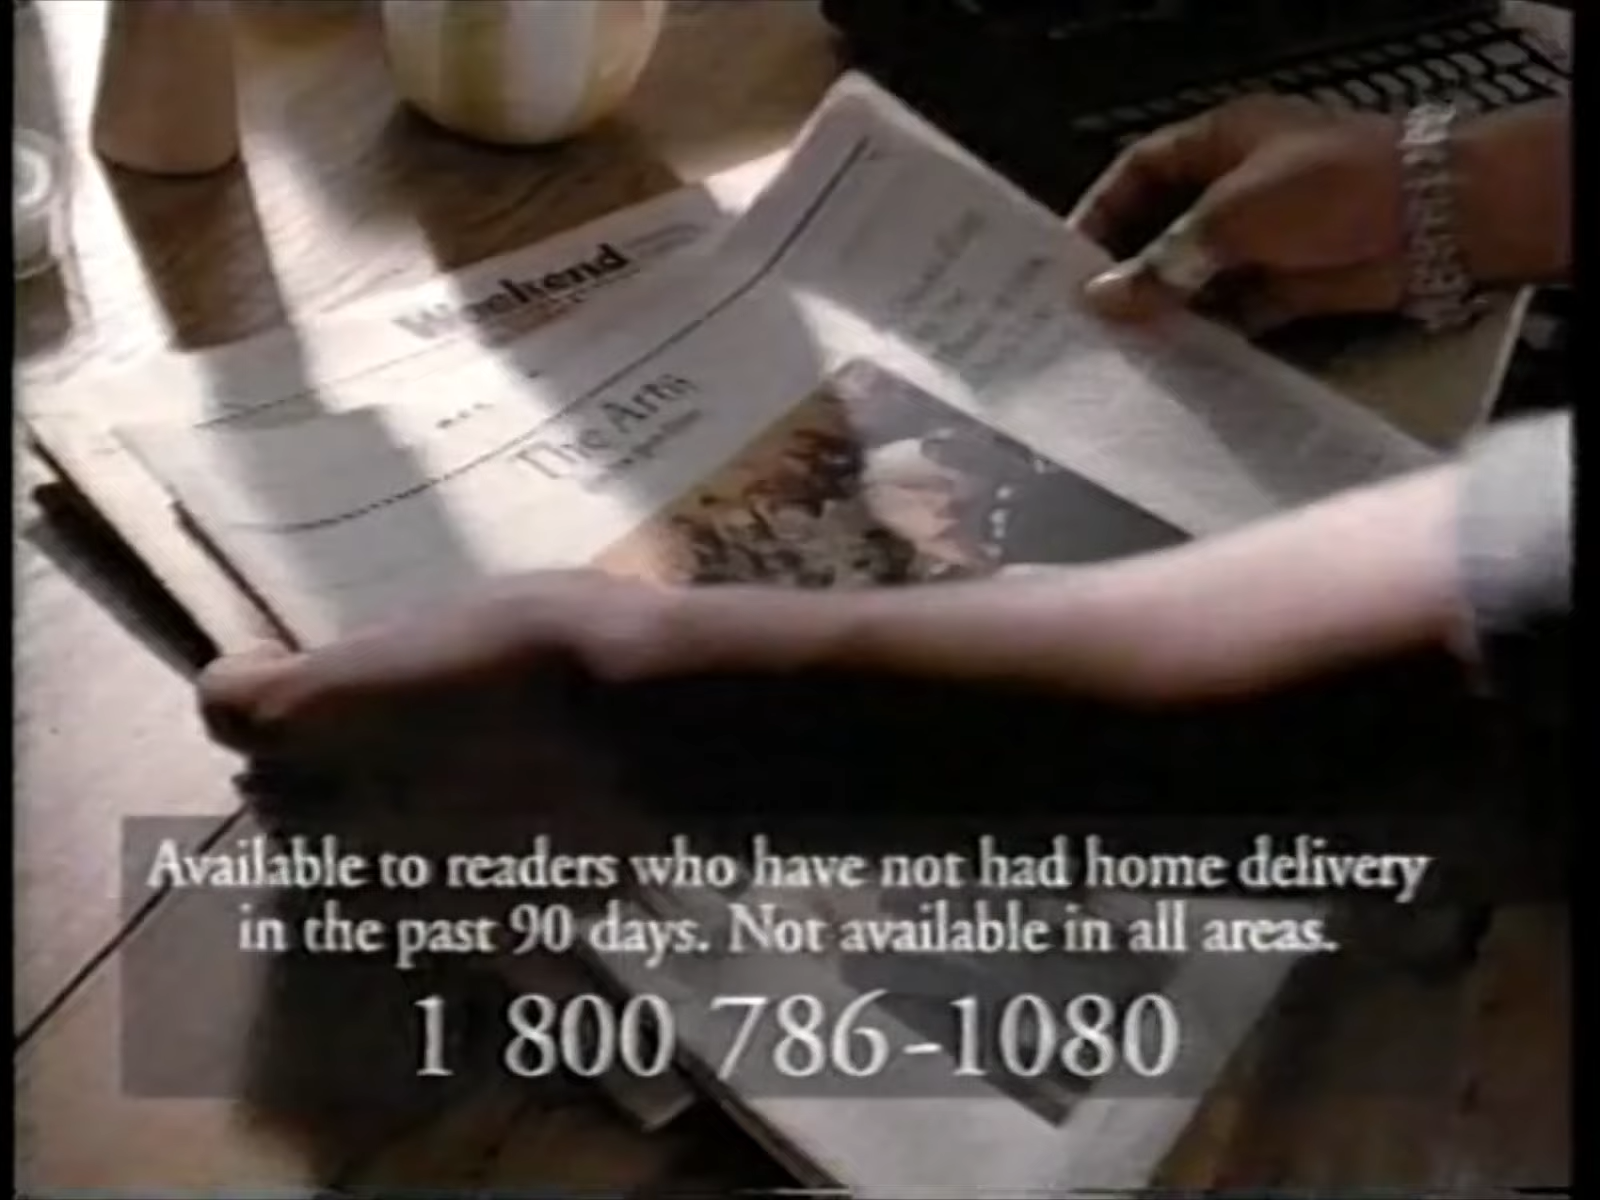 Weekend
The Arts
Available to readers who have not had home delivery
in the past 90 days. Not available in all areas.
1 800 786-1080